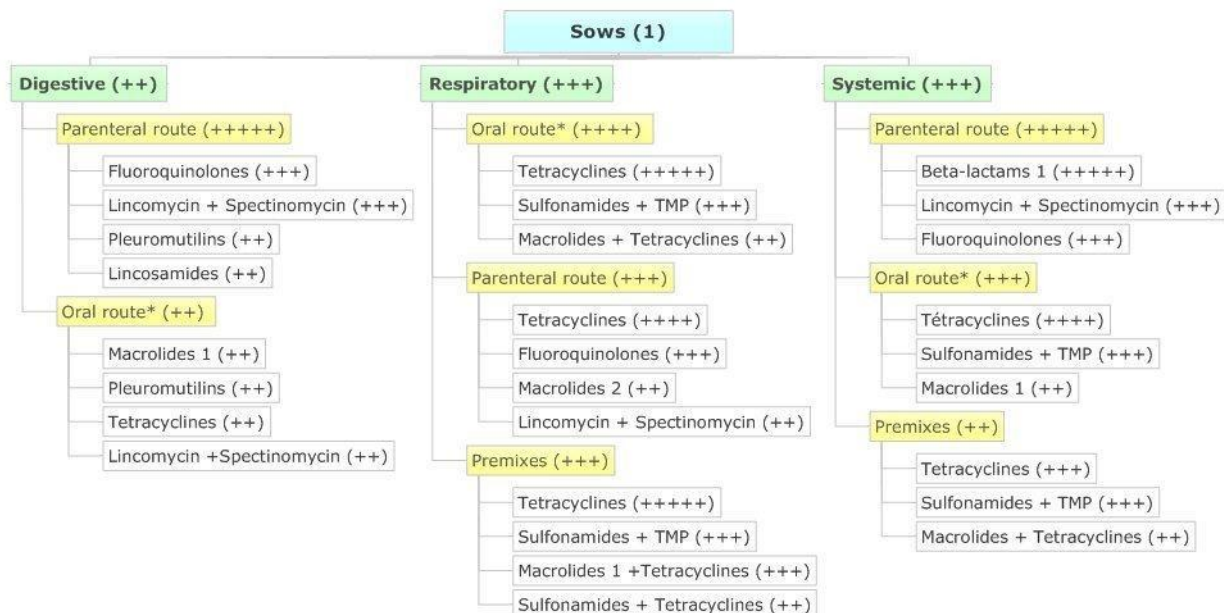 Sows (1)
Digestive (++)
Parenteral route (+++++)
Fluoroquinolones (+++)
Lincomycin + Spectinomycin (+++)
Pleuromutilins (++)
Lincosamides (++)
Oral route* (++)
Macrolides 1 (++)
Pleuromutilins (++)
Tetracyclines (++)
Lincomycin +Spectinomycin (++)
Respiratory (+++)
Oral route* (++++)
Tetracyclines (+++++)
Sulfonamides + TMP (+++)
Macrolides + Tetracyclines (++)
Parenteral route (+++)
Tetracyclines (++++)
Fluoroquinolones (+++)
Macrolides 2 (++)
Lincomycin + Spectinomycin (++)
Premixes (+++)
Tetracyclines (+++++)
Sulfonamides + TMP (+++)
Macrolides 1 +Tetracyclines (+++)
Sulfonamides + Tetracyclines (++)
Systemic (+++)
Parenteral route (+++++)
Beta-lactams 1 (+++++)
Lincomycin + Spectinomycin (+++)
Fluoroquinolones (+++)
Oral route* (+++)
Tétracyclines (++++)
Sulfonamides + TMP (+++)
Macrolides 1 (++)
Premixes (++)
Tetracyclines (+++)
Sulfonamides + TMP (+++)
Macrolides + Tetracyclines (++)